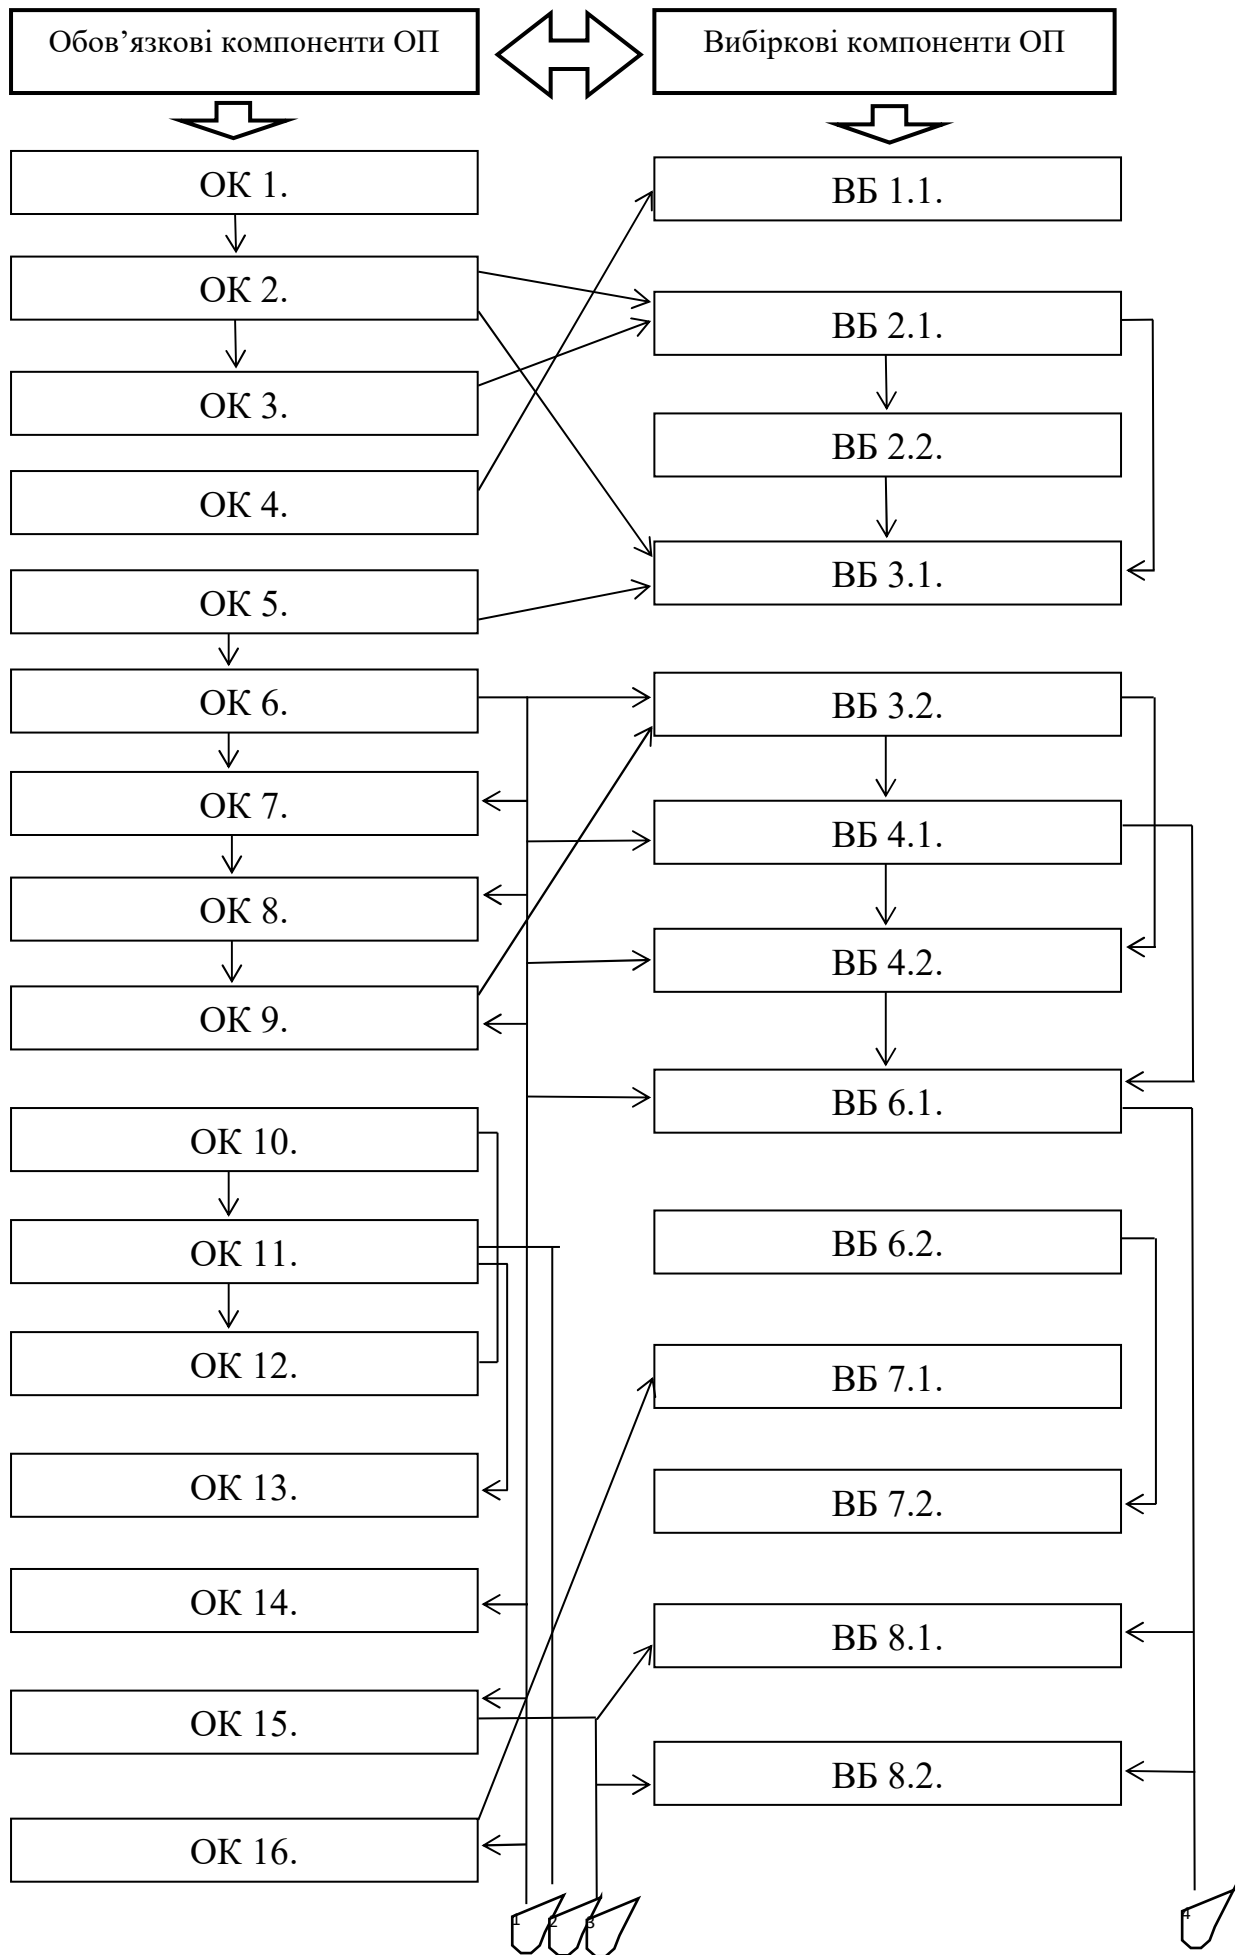 Обов’язкові компоненти ОП
Вибіркові компоненти ОП
ОК 1.
ОК 2.
ОК 3.
ОК 4.
ОК 5.
ОК 6.
ОК 7.
ОК 8.
ОК 9.
ОК 10.
ОК 11.
ОК 12.
ОК 13.
ОК 14.
ОК 15.
ОК 16.
ВБ 1.1.
ВБ 2.1.
ВБ 2.2.
ВБ 3.1.
ВБ 3.2.
ВБ 4.1.
ВБ 4.2.
ВБ 6.1.
ВБ 6.2.
ВБ 7.1.
ВБ 7.2.
ВБ 8.1.
ВБ 8.2.
1
2
3
4